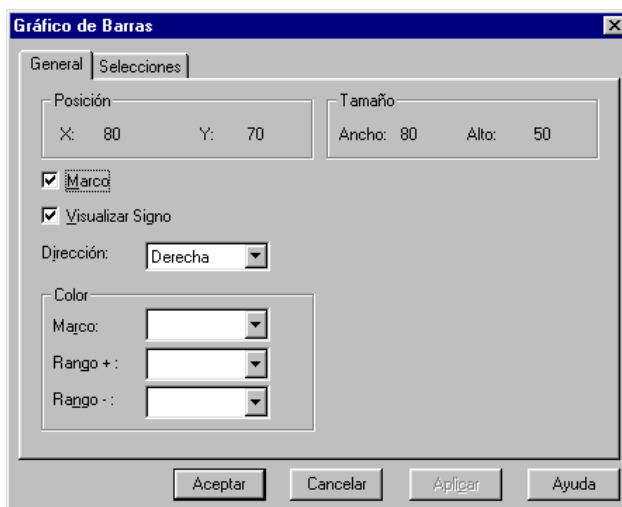 Gráfico de Barras
General Selecciones
Posición Tamaño
X: 80 Y: 70 Ancho: 80 Alto: 50
Marco
Visualizar Signo
Dirección: Derecha
Color
Marco:
Rango + :
Rango - :
Aceptar Cancelar Aplicar Ayuda